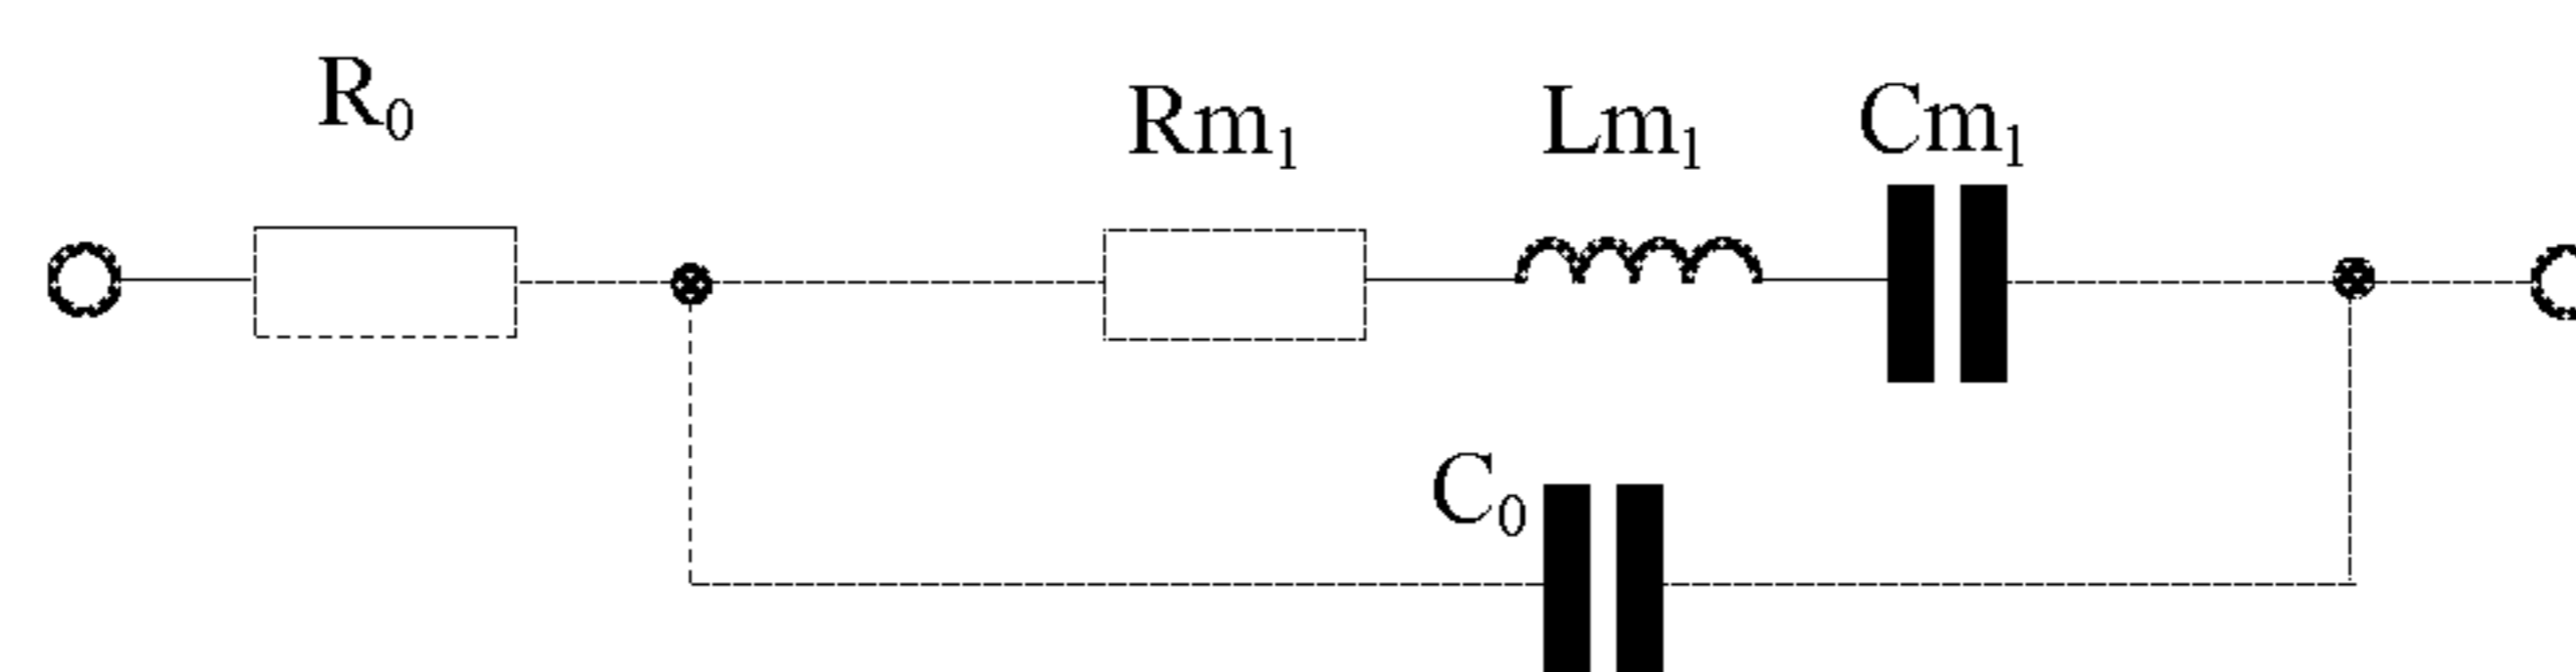 R₀
Rm₁ Lm₁ Cm₁
C₀